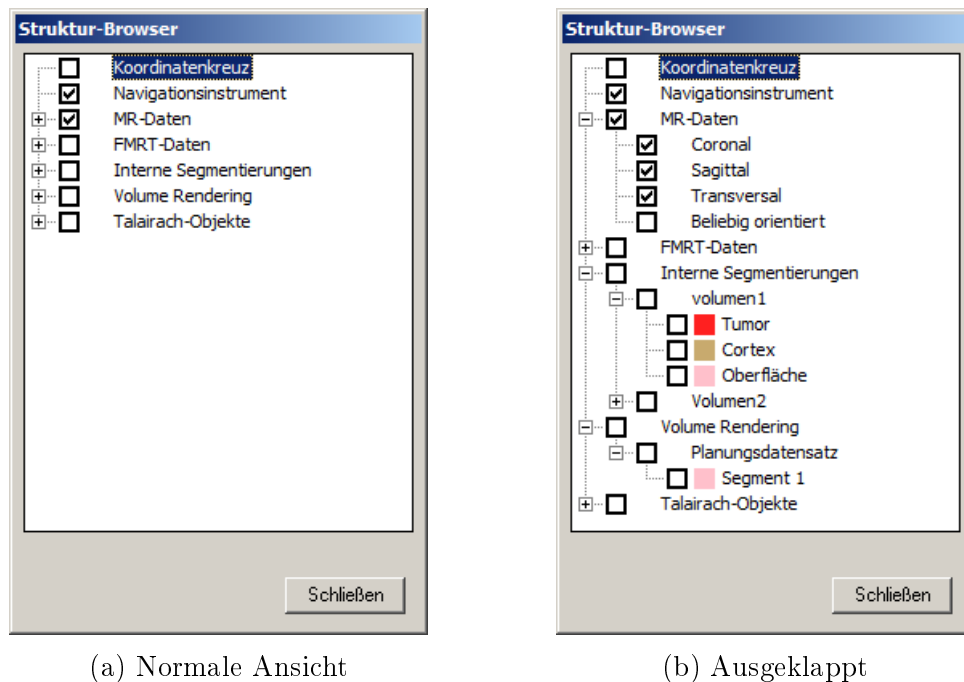 Struktur-Browser
Koordinatenkreuz
Navigationsinstrument
MR-Daten
FMRT-Daten
Interne Segmentierungen
Volume Rendering
Talairach-Objekte
Schließen
(a) Normale Ansicht
Struktur-Browser
Koordinatenkreuz
Navigationsinstrument
MR-Daten
Coronal
Sagittal
Transversal
Beliebig orientiert
FMRT-Daten
Interne Segmentierungen
volumen1
Tumor
Cortex
Oberfläche
Volumen2
Volume Rendering
Planungsdatensatz
Segment 1
Talairach-Objekte
Schließen
(b) Ausgeklappt